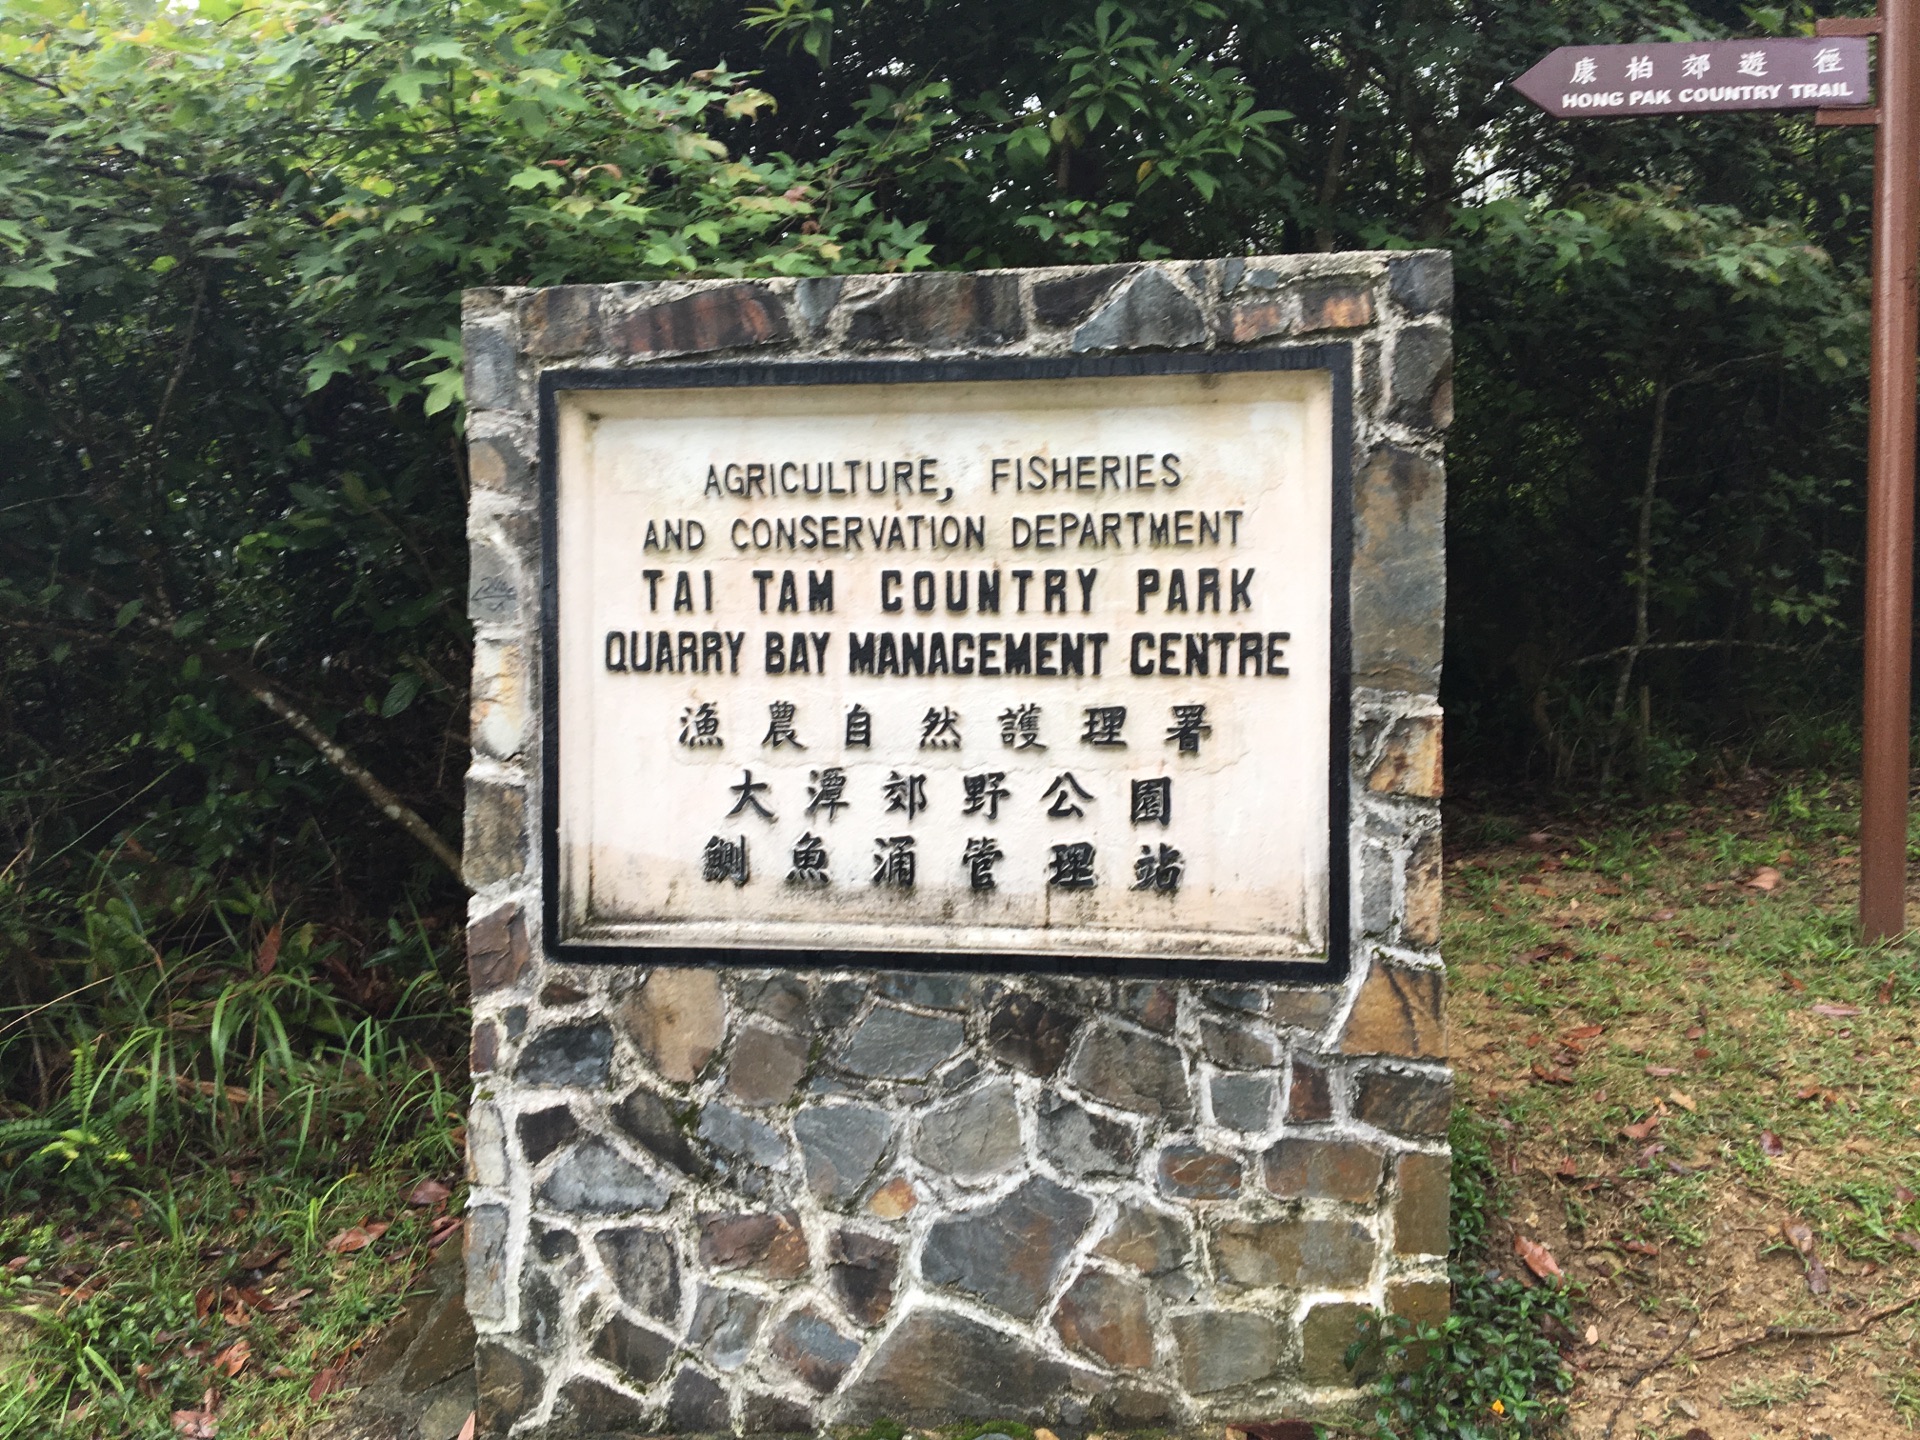 康柏郊遊徑
HONG PAK COUNTRY TRAIL
AGRICULTURE, FISHERIES
AND CONSERVATION DEPARTMENT
TAI TAM COUNTRY PARK
QUARRY BAY MANAGEMENT CENTRE
漁農自然護理署
大潭郊野公園
鰂魚涌管理站